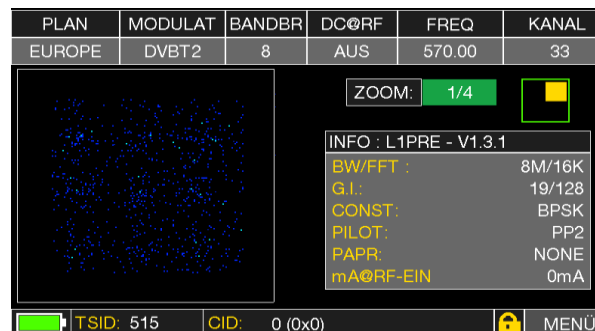 PLAN MODULAT BANDBR DC@RF FREQ KANAL
EUROPE DVBT2 8 AUS 570.00 33
ZOOM: 1/4
INFO : L1PRE - V1.3.1
BW/FFT : 8M/16K
G.I.: 19/128
CONST: BPSK
PILOT: PP2
PAPR: NONE
mA@RF-EIN 0mA
TSID: 515 CID: 0 (0x0) MENÜ